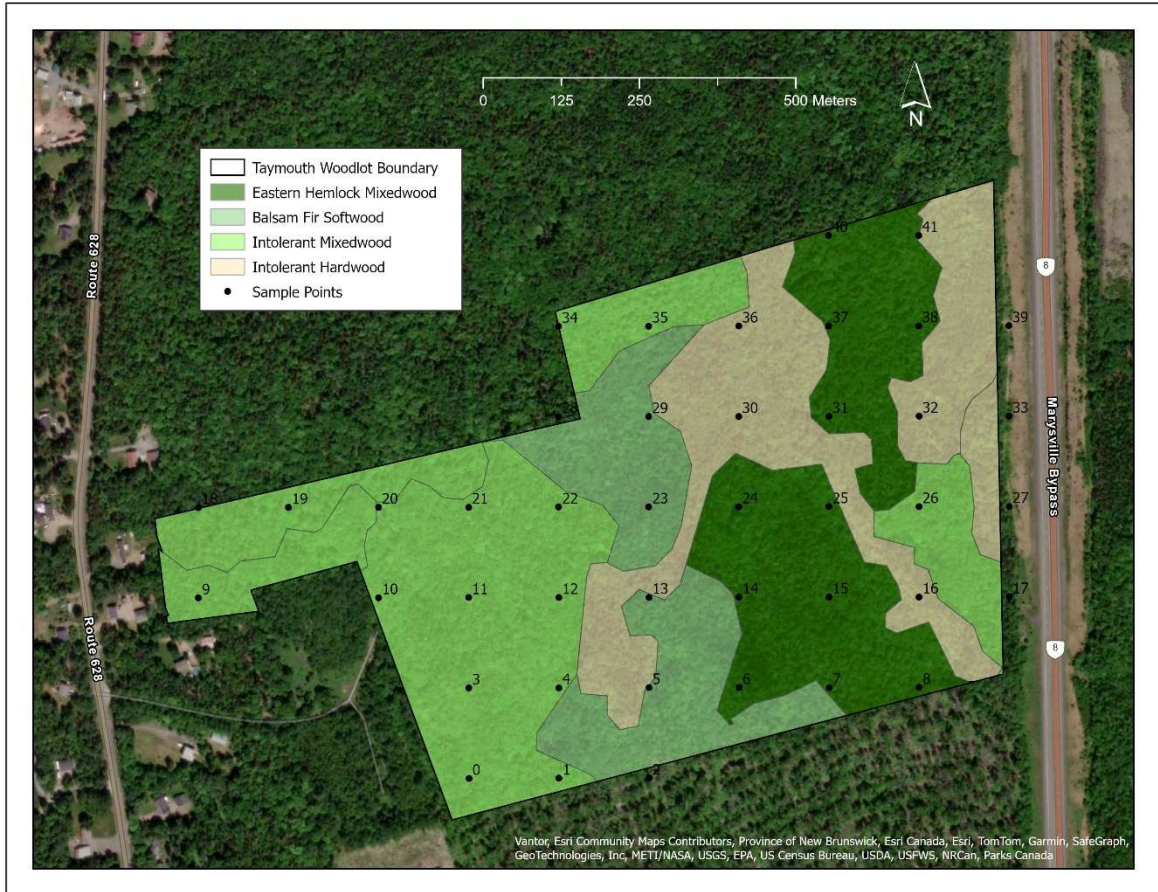 0 125 250 500 Meters
N
Taymouth Woodlot Boundary
Eastern Hemlock Mixedwood
Balsam Fir Softwood
Intolerant Mixedwood
Intolerant Hardwood
Sample Points
Route 628
Route 628
Marysville Bypass
8
8
40 41
34 35 36 37 38 39
28 29 30 31 32 33
18 19 20 21 22 23 24 25 26 27
9 10 11 12 13 14 15 16 17
3 4 5 6 7 8
0 1 2
Vantor, Esri Community Maps Contributors, Province of New Brunswick, Esri Canada, Esri, TomTom, Garmin, SafeGraph,
GeoTechnologies, Inc, METI/NASA, USGS, EPA, US Census Bureau, USDA, USFWS, NRCan, Parks Canada